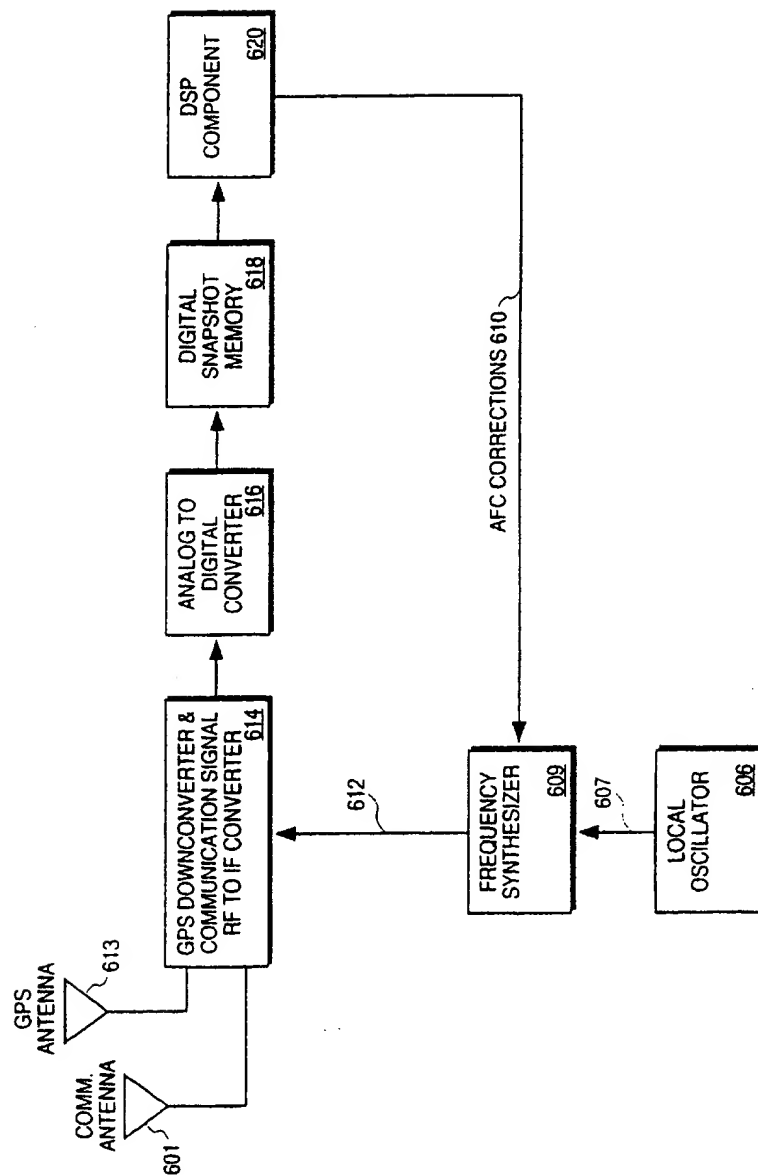 GPS
ANTENNA
613
COMM.
ANTENNA
601
GPS DOWNCONVERTER &
COMMUNICATION SIGNAL
RF TO IF CONVERTER
614
ANALOG TO
DIGITAL
CONVERTER
616
DIGITAL
SNAPSHOT
MEMORY
618
DSP
COMPONENT
620
612
AFC CORRECTIONS 610
FREQUENCY
SYNTHESIZER
609
607
LOCAL
OSCILLATOR
606